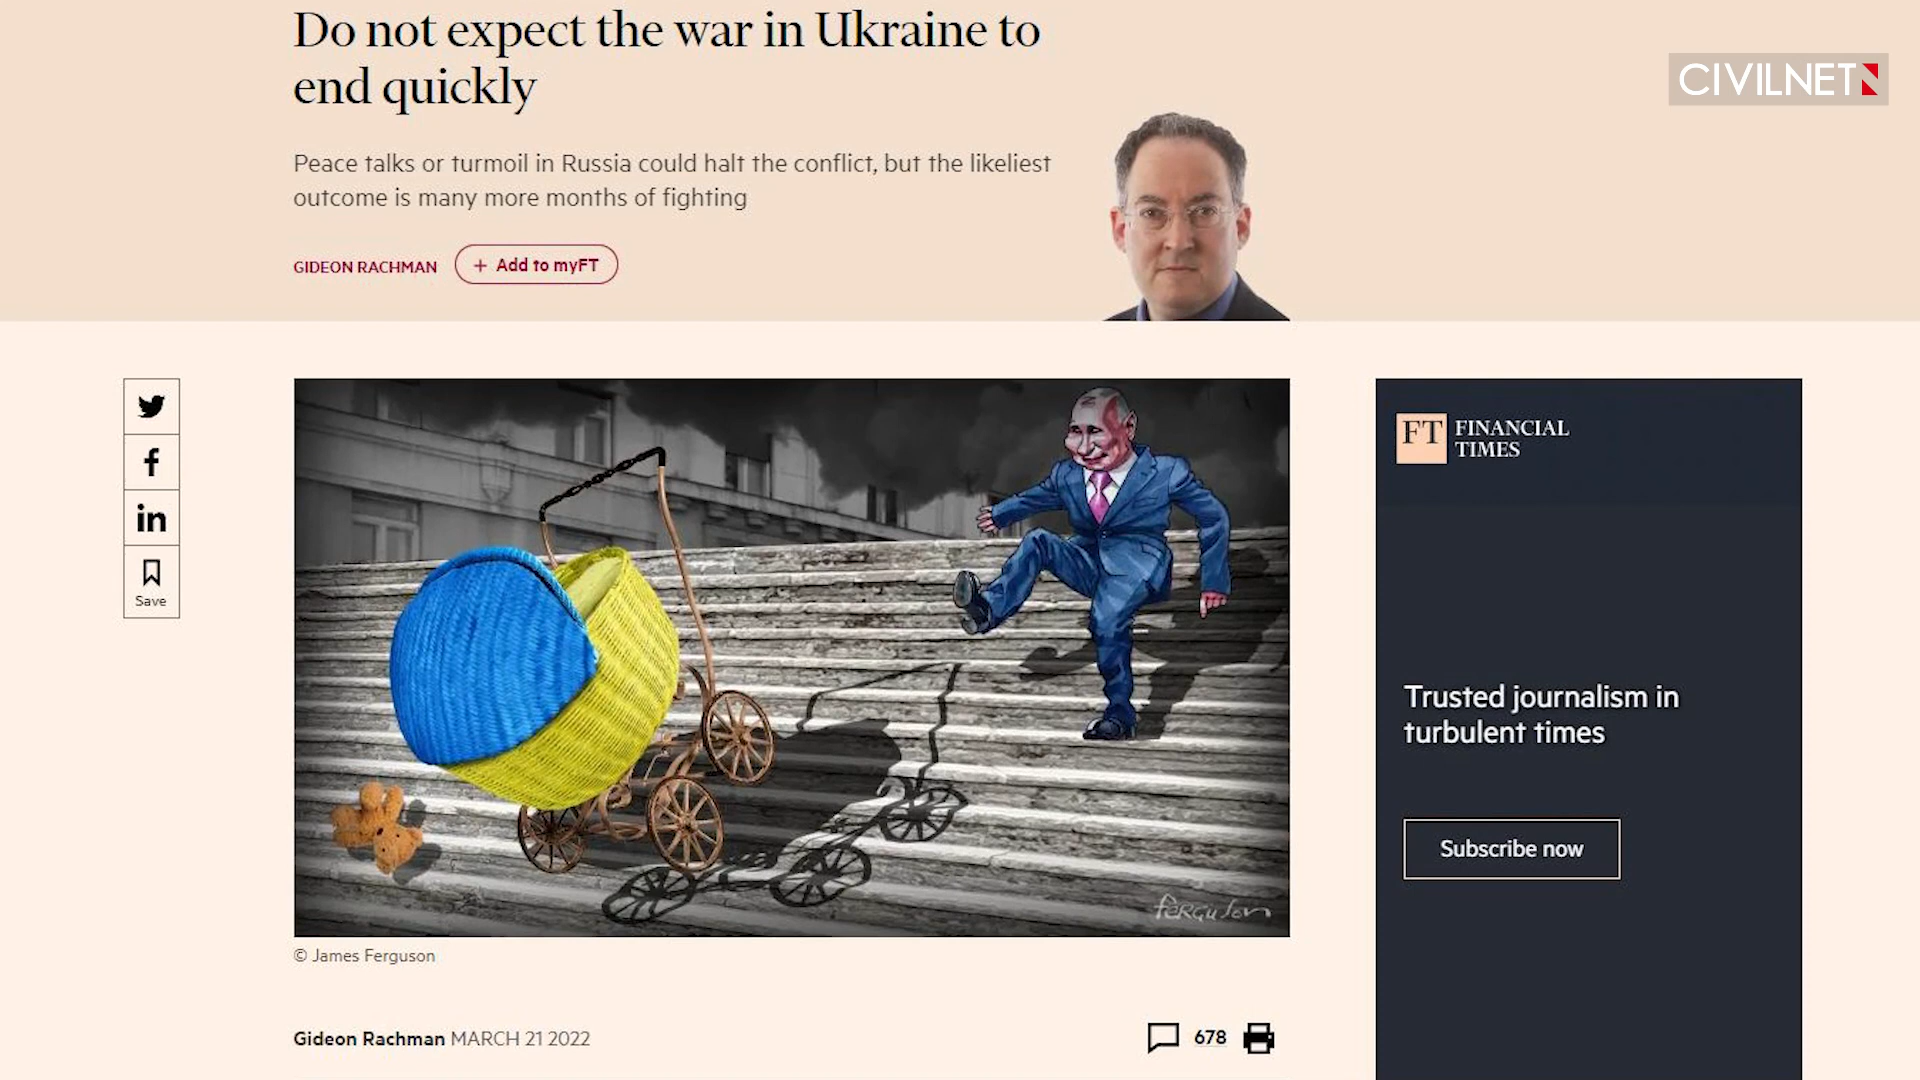 Do not expect the war in Ukraine to
end quickly
CIVILNET
Peace talks or turmoil in Russia could halt the conflict, but the likeliest
outcome is many more months of fighting
GIDEON RACHMAN
+ Add to myFT
Save
FT FINANCIAL
TIMES
Trusted journalism in
turbulent times
Subscribe now
Ferguson
© James Ferguson
Gideon Rachman MARCH 21 2022
678